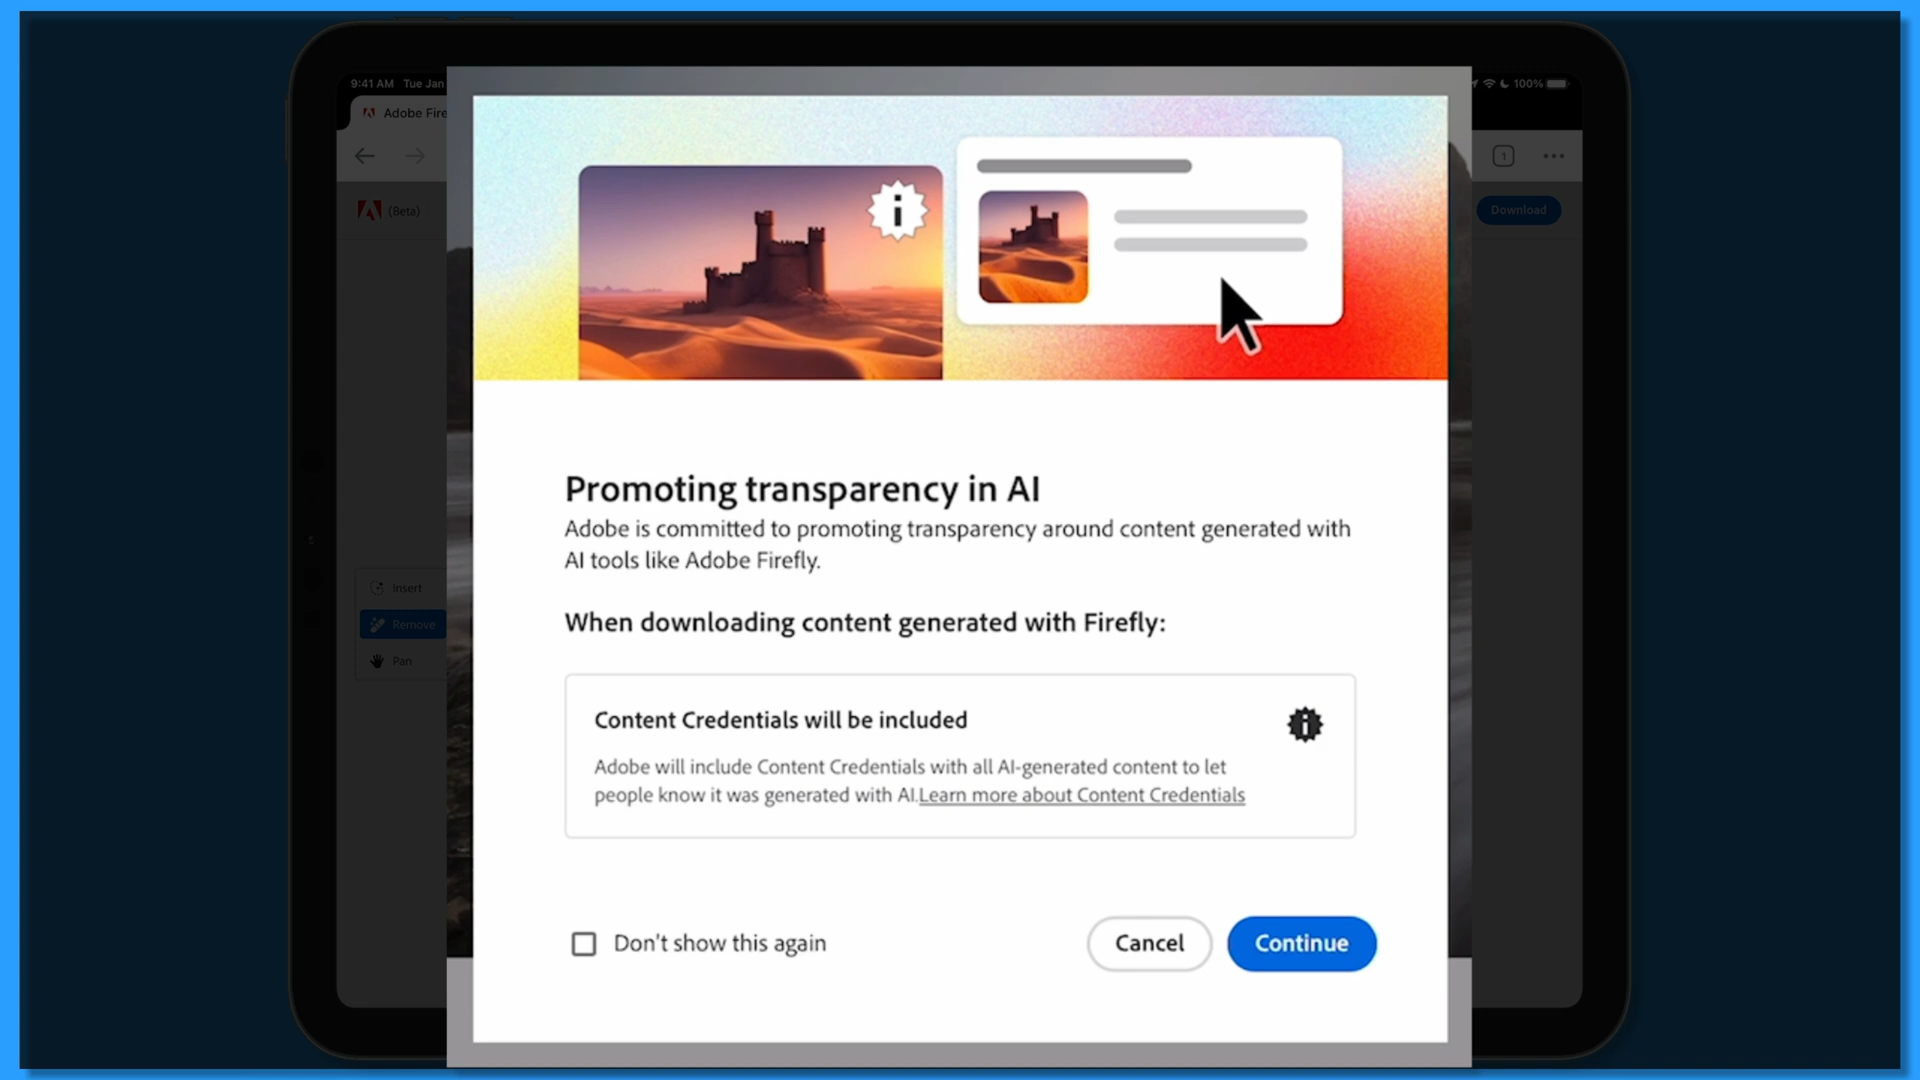 9:41 AM Tue Jan
100%
Adobe Fire
1
(Beta)
Download
Insert
Remove
Pan
Promoting transparency in AI
Adobe is committed to promoting transparency around content generated with
AI tools like Adobe Firefly.
When downloading content generated with Firefly:
Content Credentials will be included
Adobe will include Content Credentials with all AI-generated content to let
people know it was generated with AI.Learn more about Content Credentials
Don't show this again
Cancel
Continue